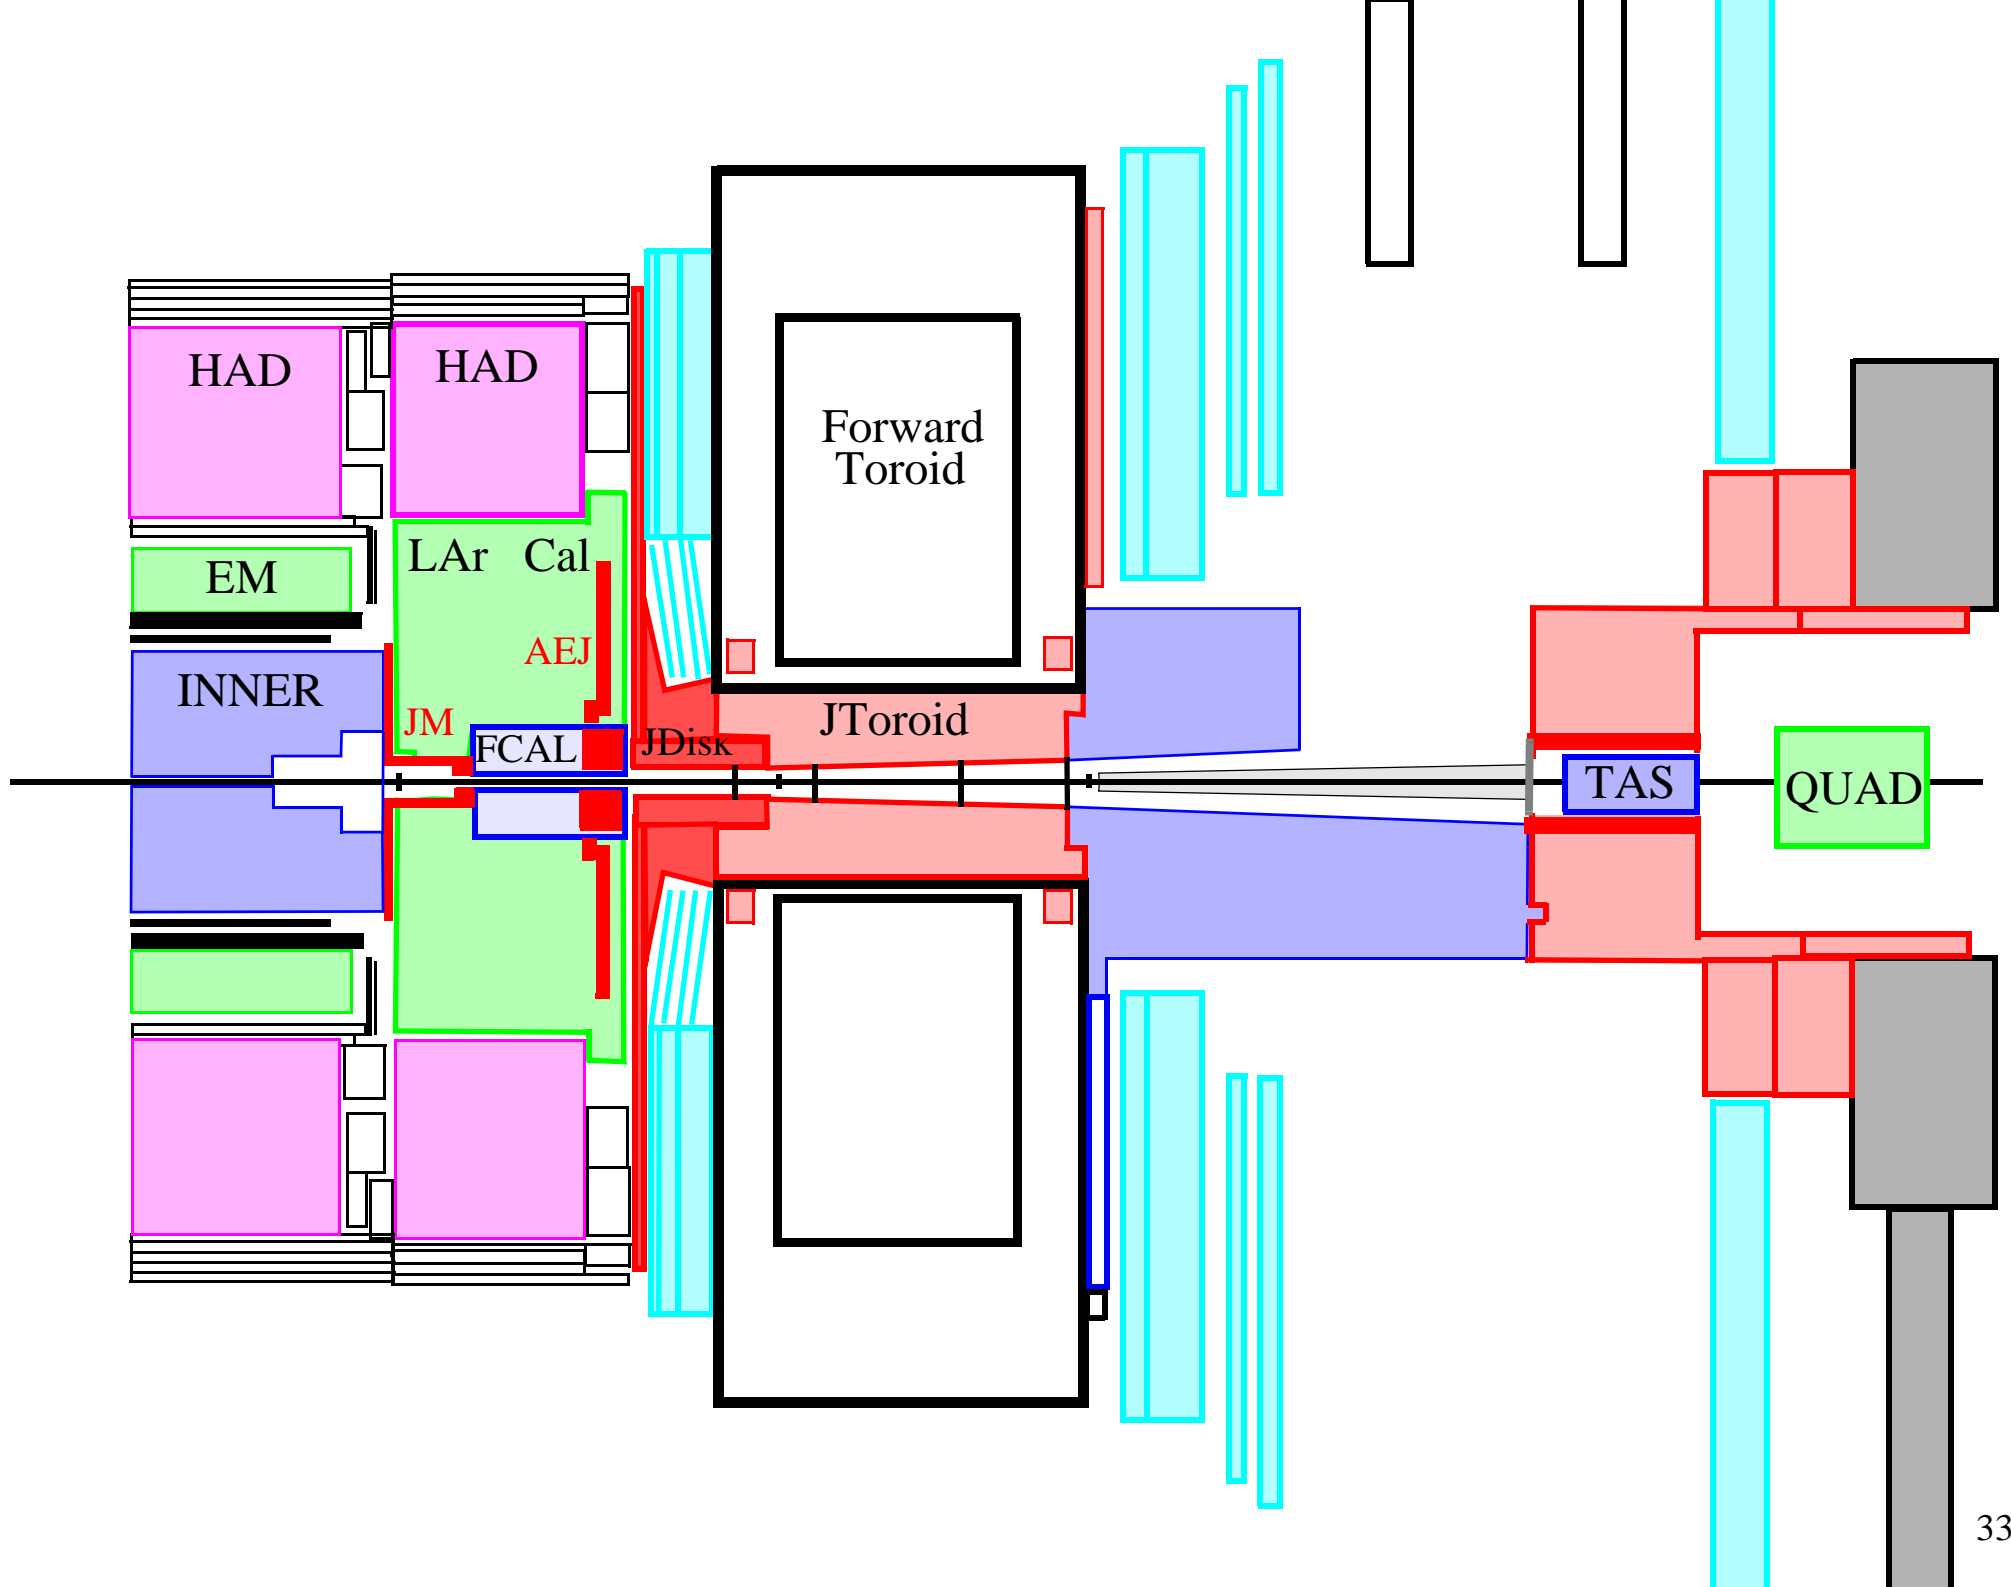 HAD
HAD
Forward
Toroid
LAr Cal
EM
AEJ
INNER
JM
JToroid
FCAL
JDisk
TAS
QUAD
33